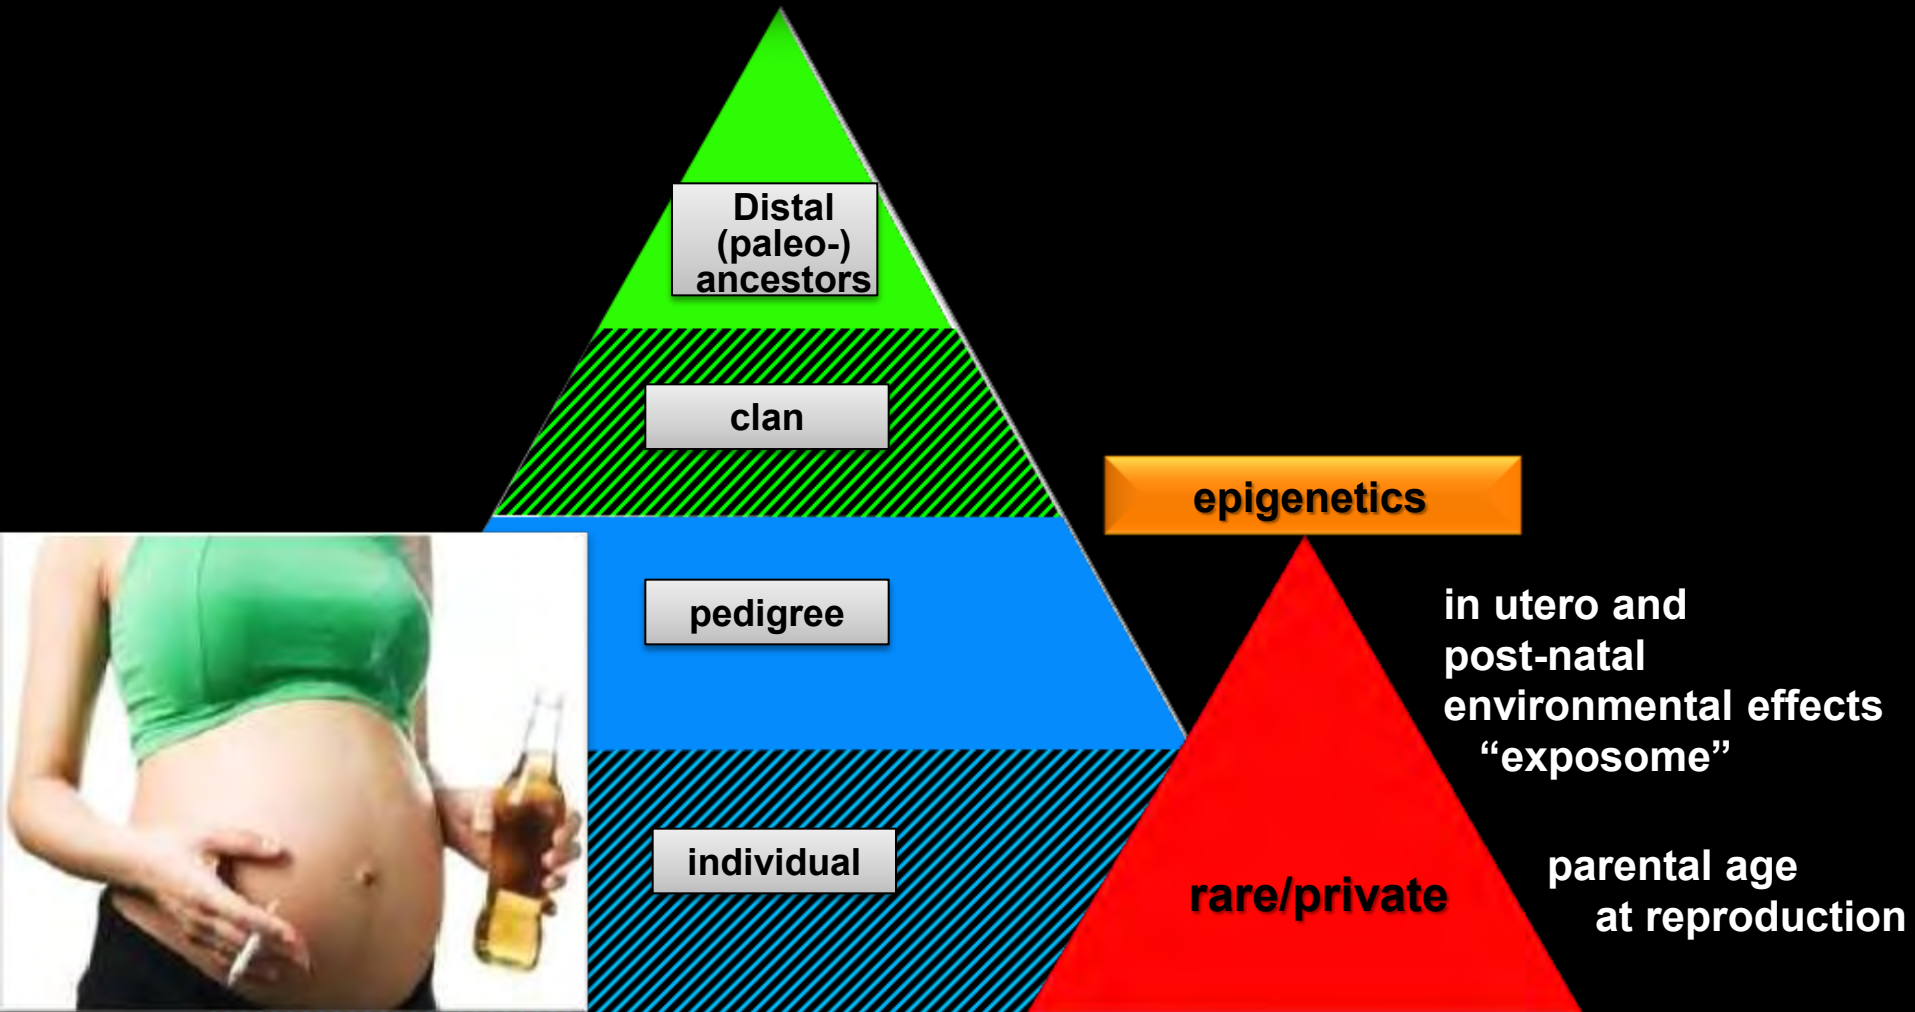 Distal
(paleo-)
ancestors
clan
epigenetics
pedigree
in utero and
post-natal
environmental effects
“exposome”
individual
rare/private
parental age
at reproduction